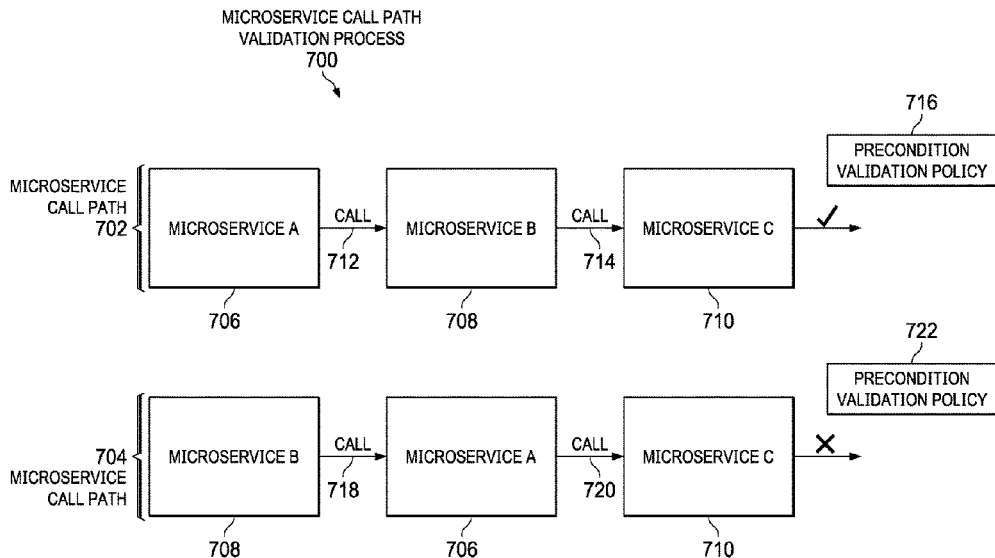 MICROSERVICE CALL PATH
VALIDATION PROCESS
700
716
PRECONDITION
VALIDATION POLICY
MICROSERVICE
CALL PATH
702
MICROSERVICE A
CALL
712
MICROSERVICE B
CALL
714
MICROSERVICE C
706
708
710
722
PRECONDITION
VALIDATION POLICY
704
MICROSERVICE
CALL PATH
MICROSERVICE B
CALL
718
MICROSERVICE A
CALL
720
MICROSERVICE C
708
706
710